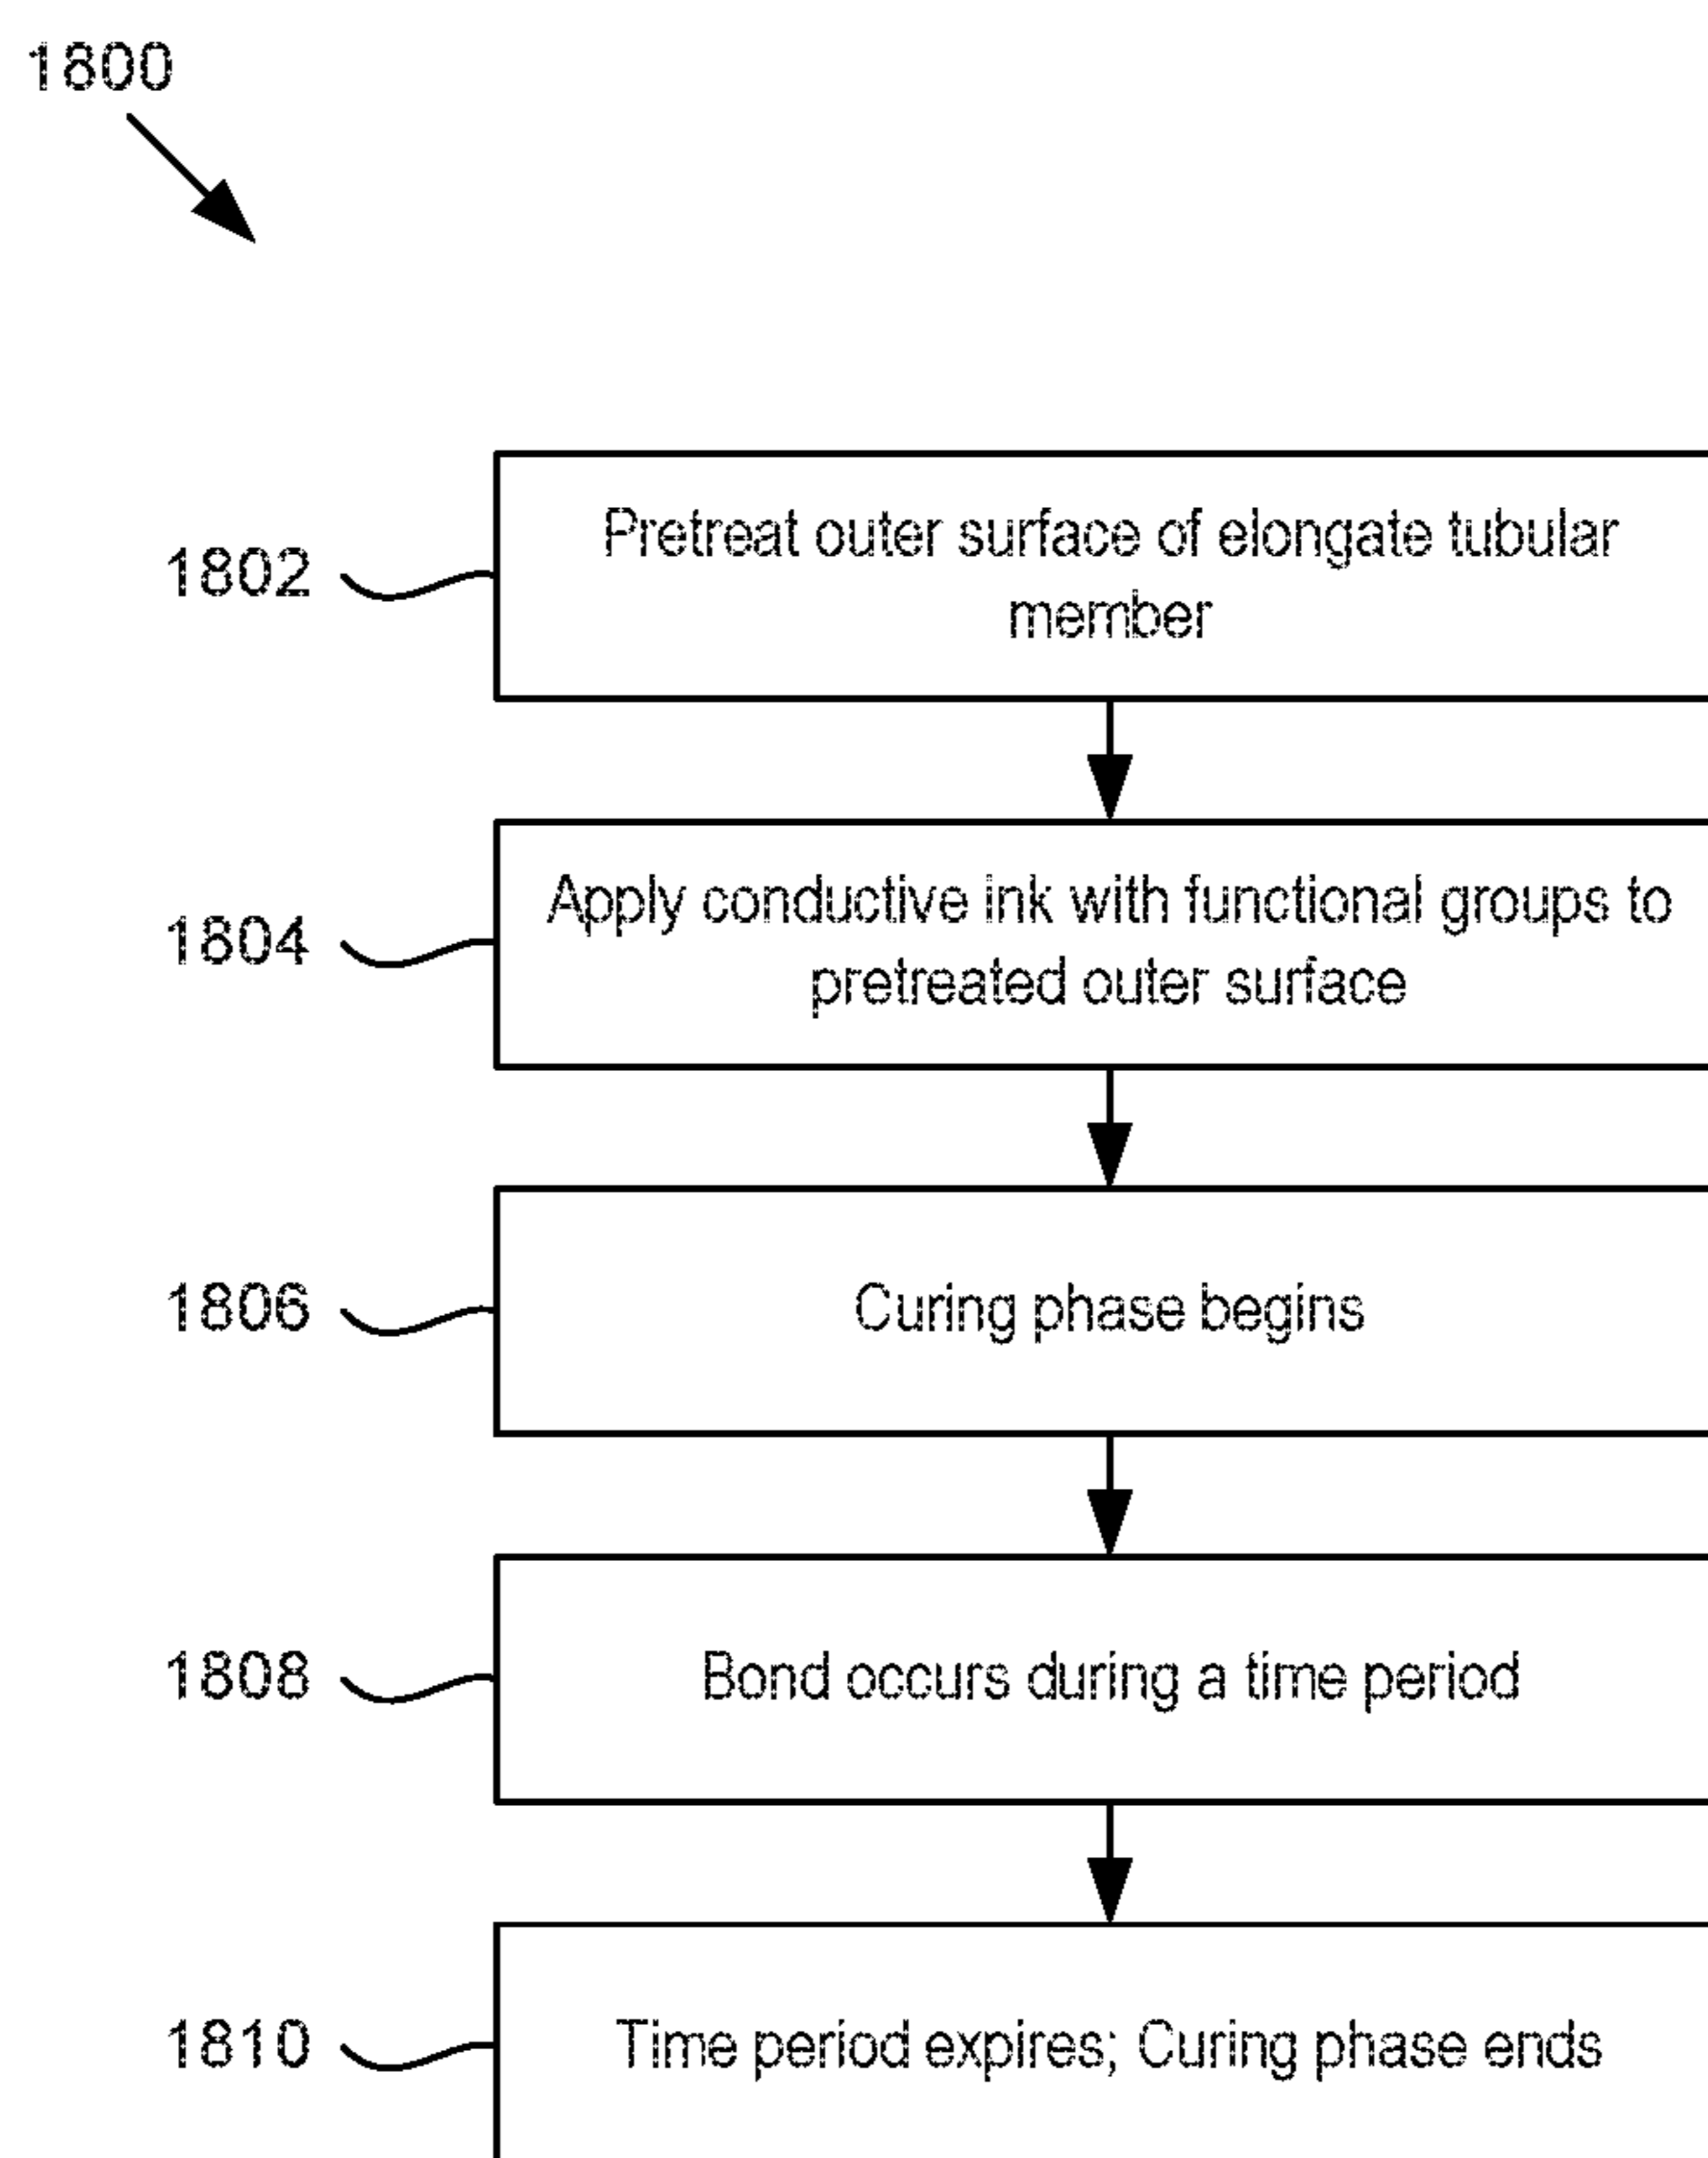 1800
1802
Pretreat outer surface of elongate tubular
member
1804
Apply conductive ink with functional groups to
pretreated outer surface
1806
Curing phase begins
1808
Bond occurs during a time period
1810
Time period expires; Curing phase ends